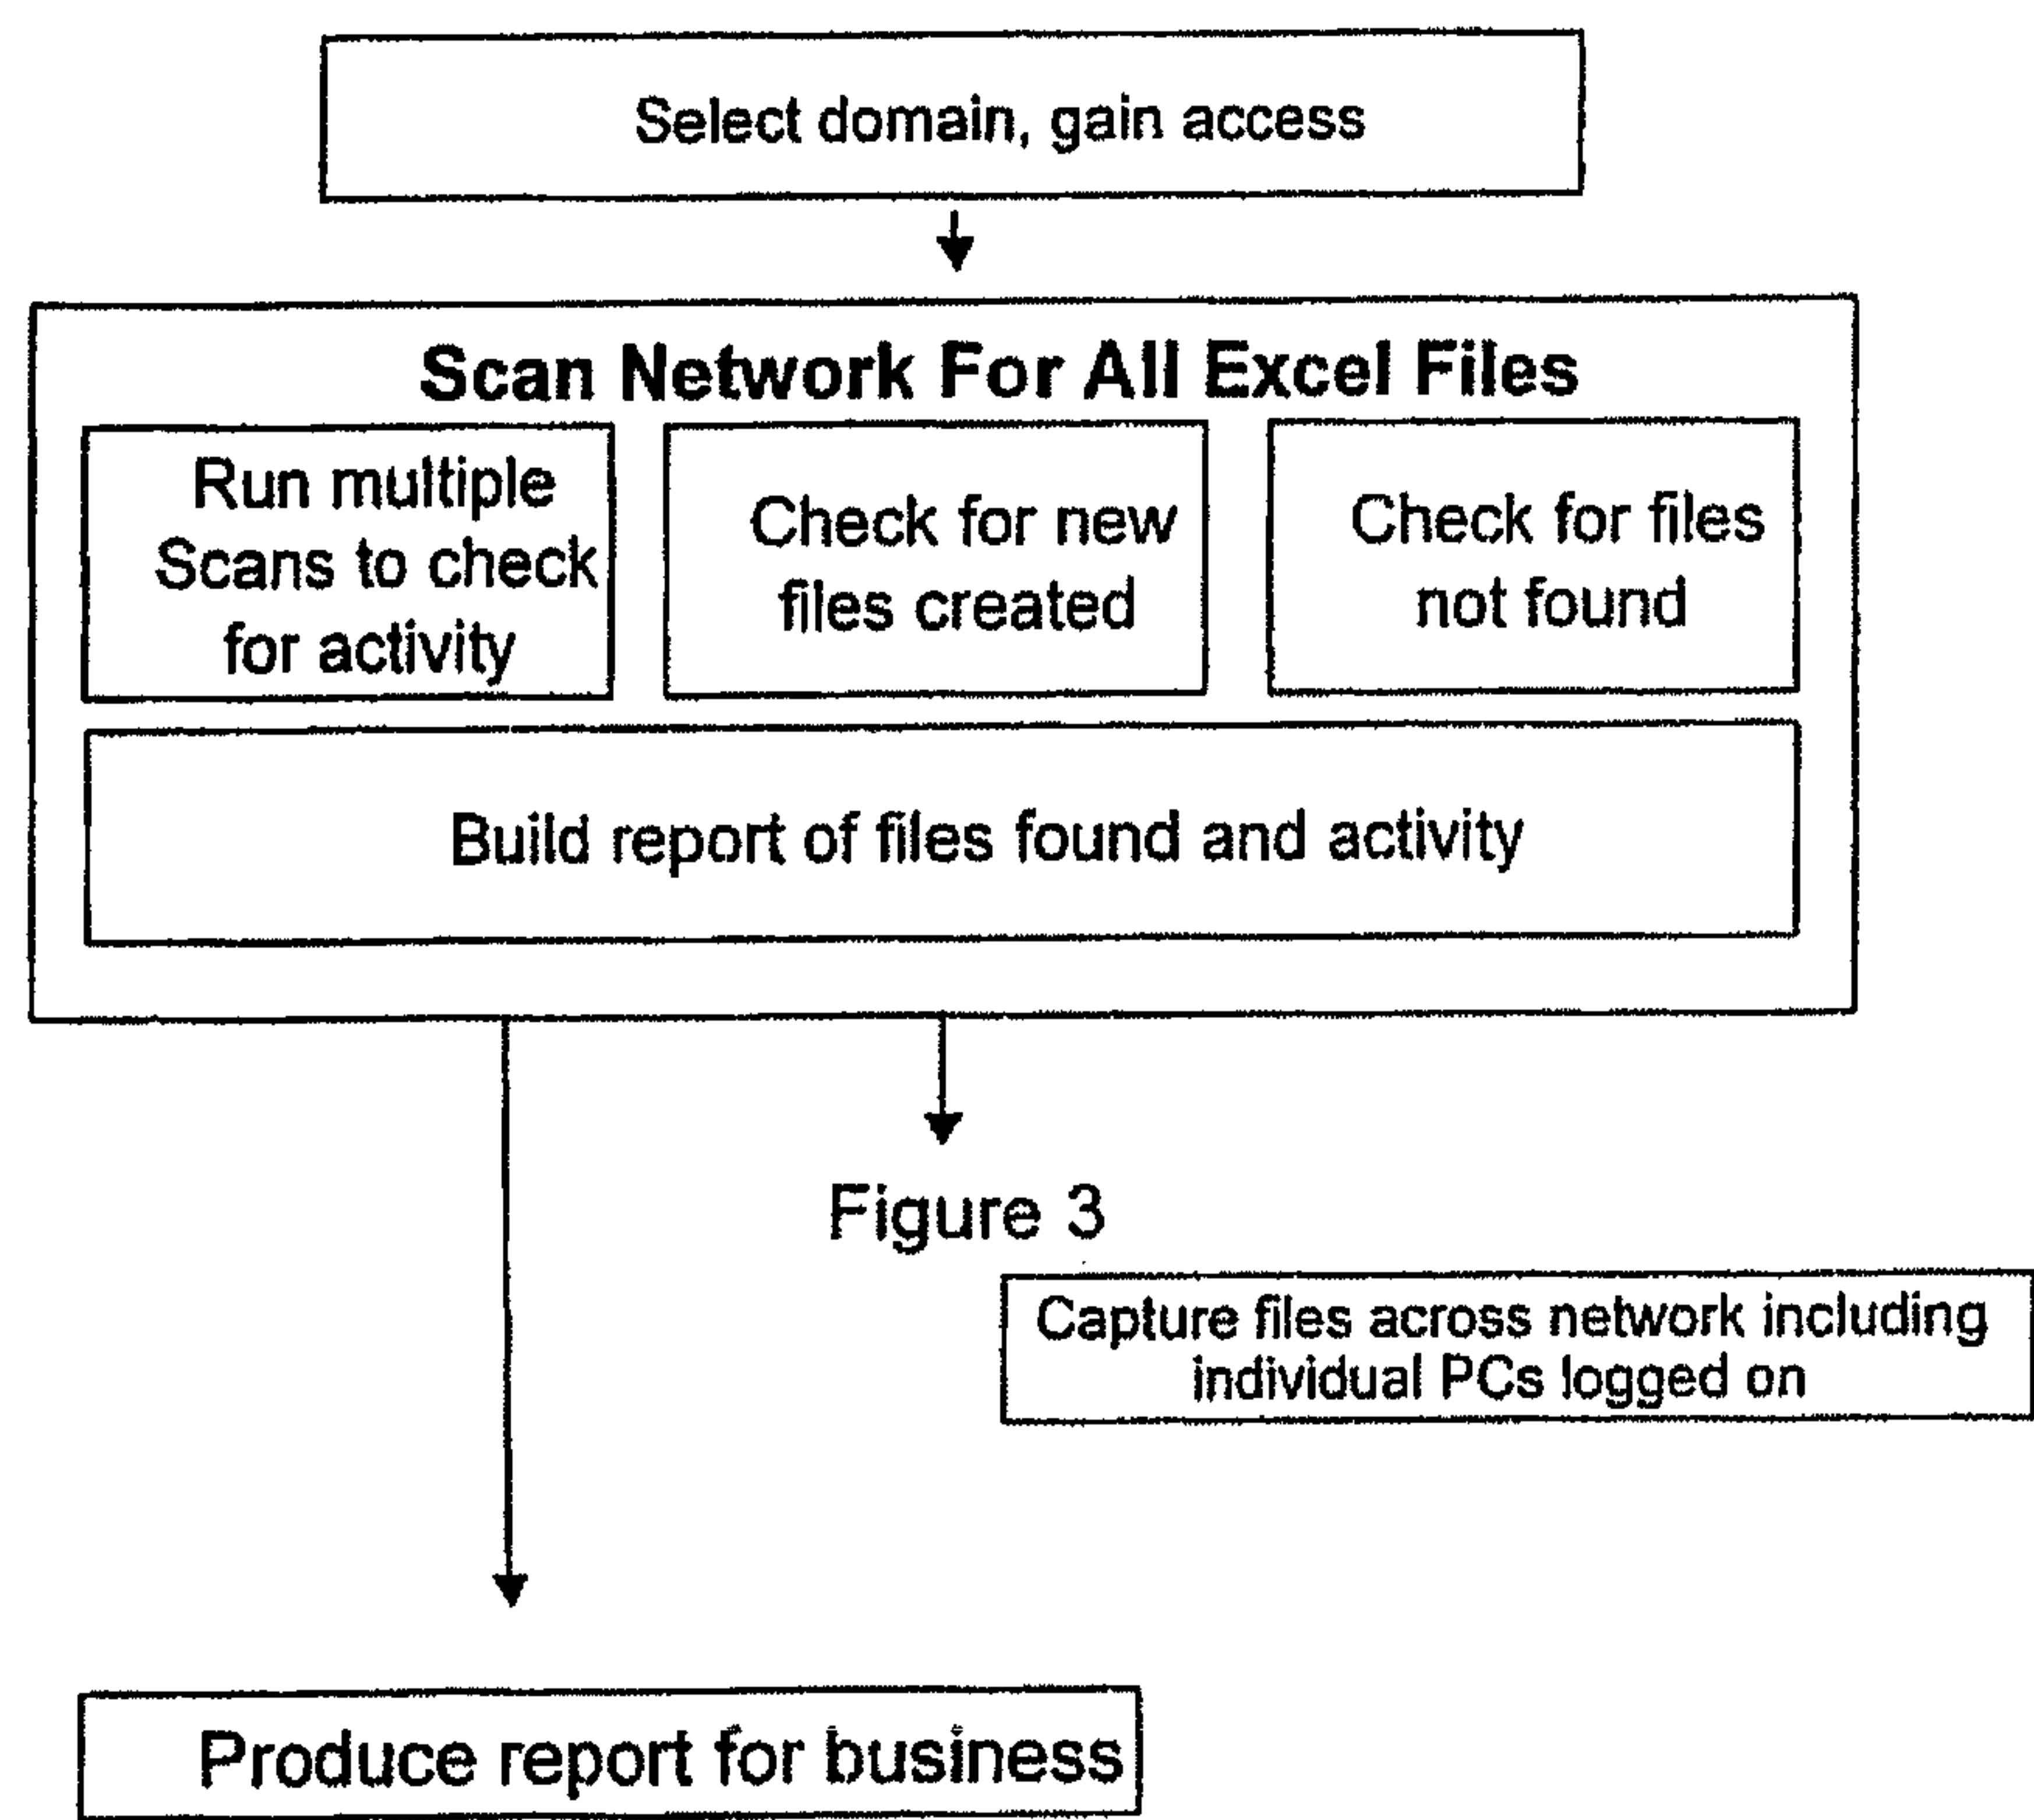 Select domain, gain access
Scan Network For All Excel Files
Run multiple
Scans to check
for activity
Check for new
files created
Check for files
not found
Build report of files found and activity
Figure 3
Capture files across network including
individual PCs logged on
Produce report for business